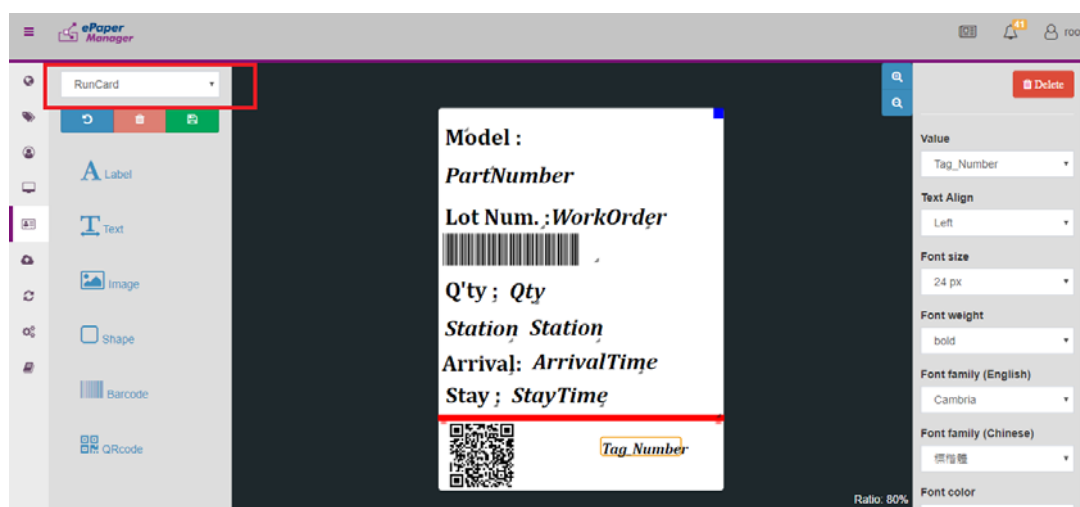 ePaper
Manager
41
roo
RunCard
Label
Text
Image
Shape
Barcode
QRcode
Model :
PartNumber
Lot Num. :WorkOrder
Q'ty ; Qty
Station Station
Arrival: ArrivalTime
Stay ; StayTime
Tag_Number
Ratio: 80%
Delete
Value
Tag_Number
Text Align
Left
Font size
24 px
Font weight
bold
Font family (English)
Cambria
Font family (Chinese)
標楷體
Font color